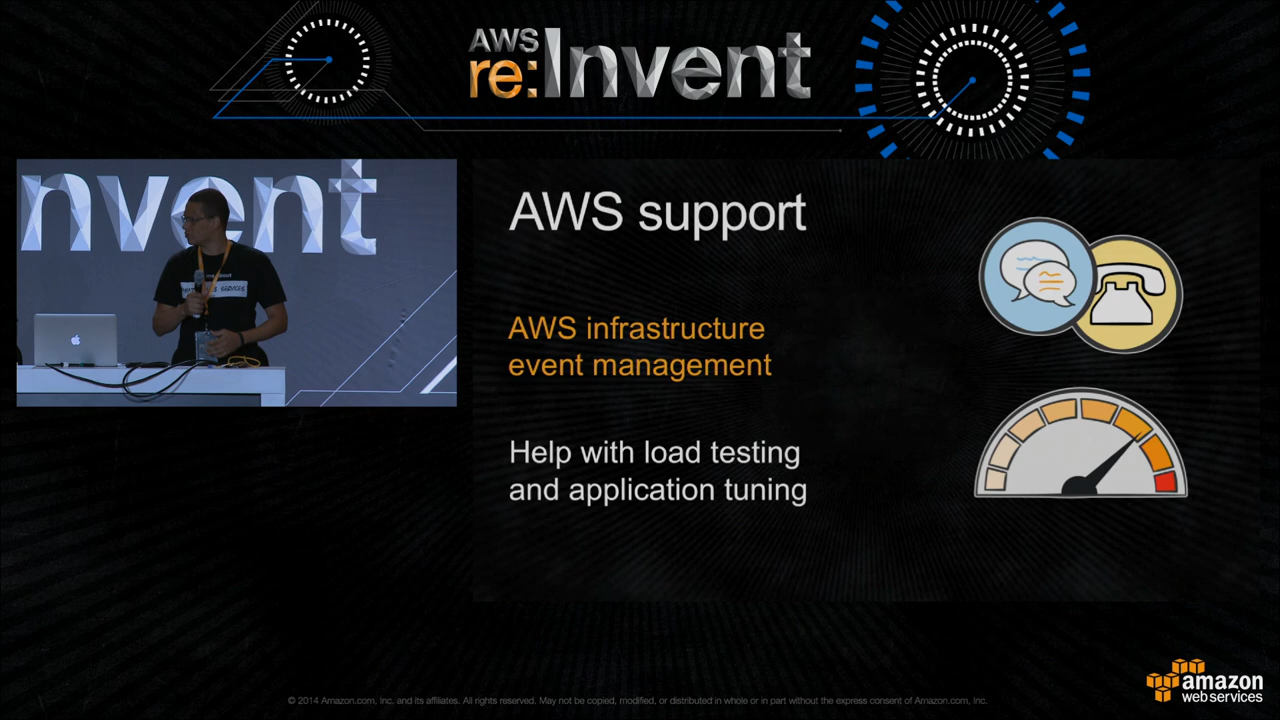 AWS
re:Invent
nvent
AWS support
AWS infrastructure
event management
Help with load testing
and application tuning
© 2014 Amazon.com, Inc. and its affiliates. All rights reserved. May not be copied, modified, or distributed in whole or in part without the express consent of Amazon.com, Inc.
amazon
web services